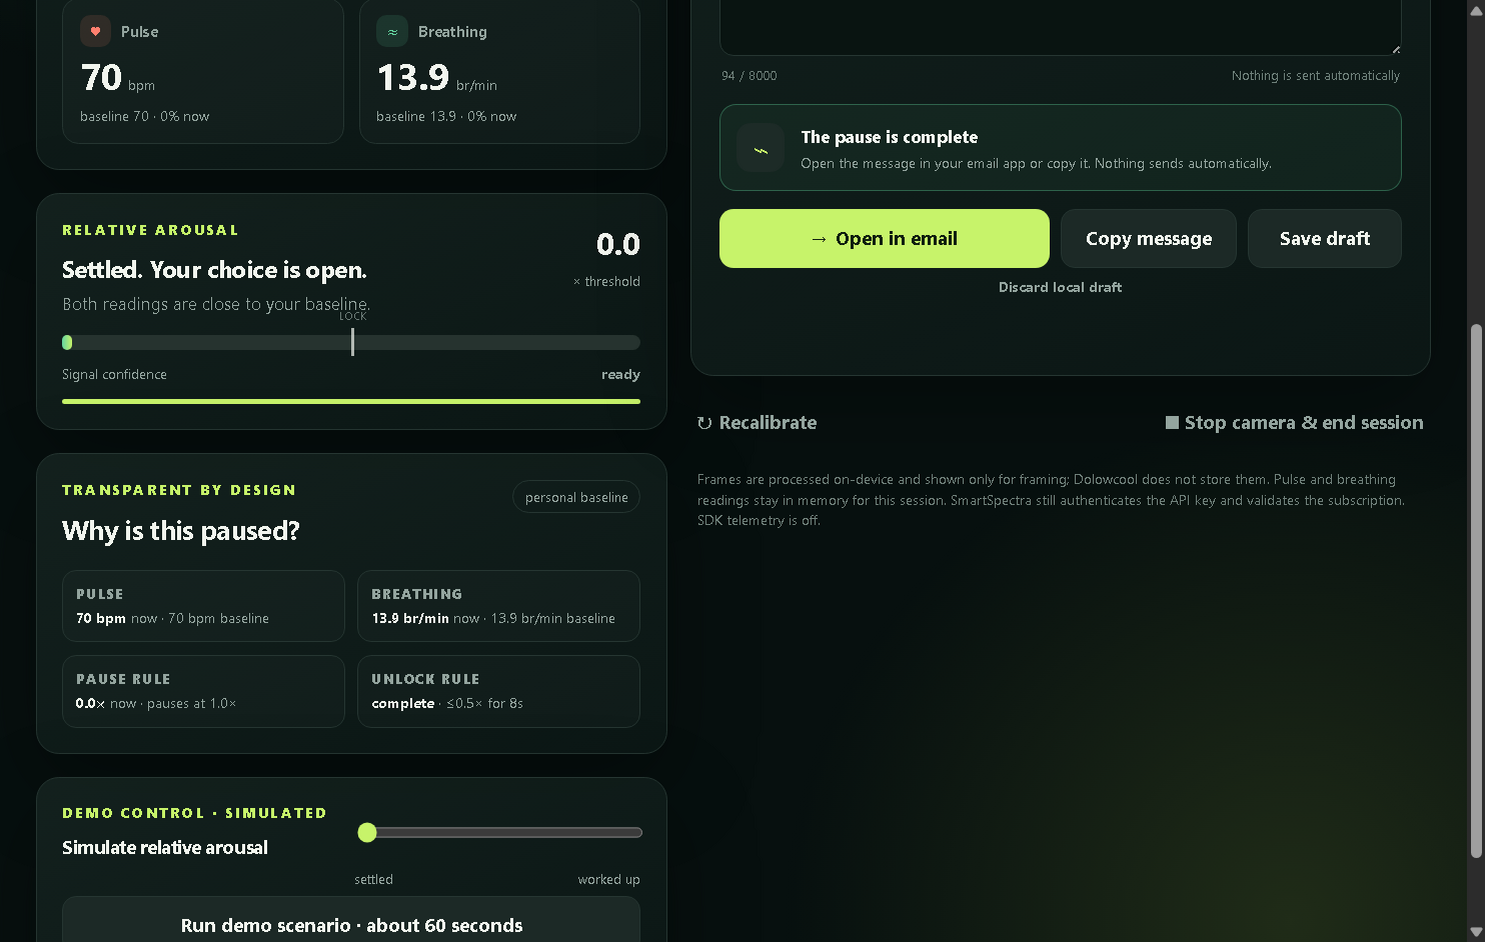 Pulse
70 bpm
baseline 70 · 0% now
≈ Breathing
13.9 br/min
baseline 13.9 · 0% now
RELATIVE AROUSAL
Settled. Your choice is open.
Both readings are close to your baseline.
0.0
× threshold
LOCK
Signal confidence
ready
TRANSPARENT BY DESIGN
personal baseline
Why is this paused?
PULSE
70 bpm now · 70 bpm baseline
BREATHING
13.9 br/min now · 13.9 br/min baseline
PAUSE RULE
0.0× now · pauses at 1.0×
UNLOCK RULE
complete · ≤0.5× for 8s
DEMO CONTROL · SIMULATED
Simulate relative arousal
settled
worked up
Run demo scenario · about 60 seconds
94 / 8000
Nothing is sent automatically
The pause is complete
Open the message in your email app or copy it. Nothing sends automatically.
→ Open in email
Copy message
Save draft
Discard local draft
↻ Recalibrate
■ Stop camera & end session
Frames are processed on-device and shown only for framing; Dolowcool does not store them. Pulse and breathing
readings stay in memory for this session. SmartSpectra still authenticates the API key and validates the subscription.
SDK telemetry is off.